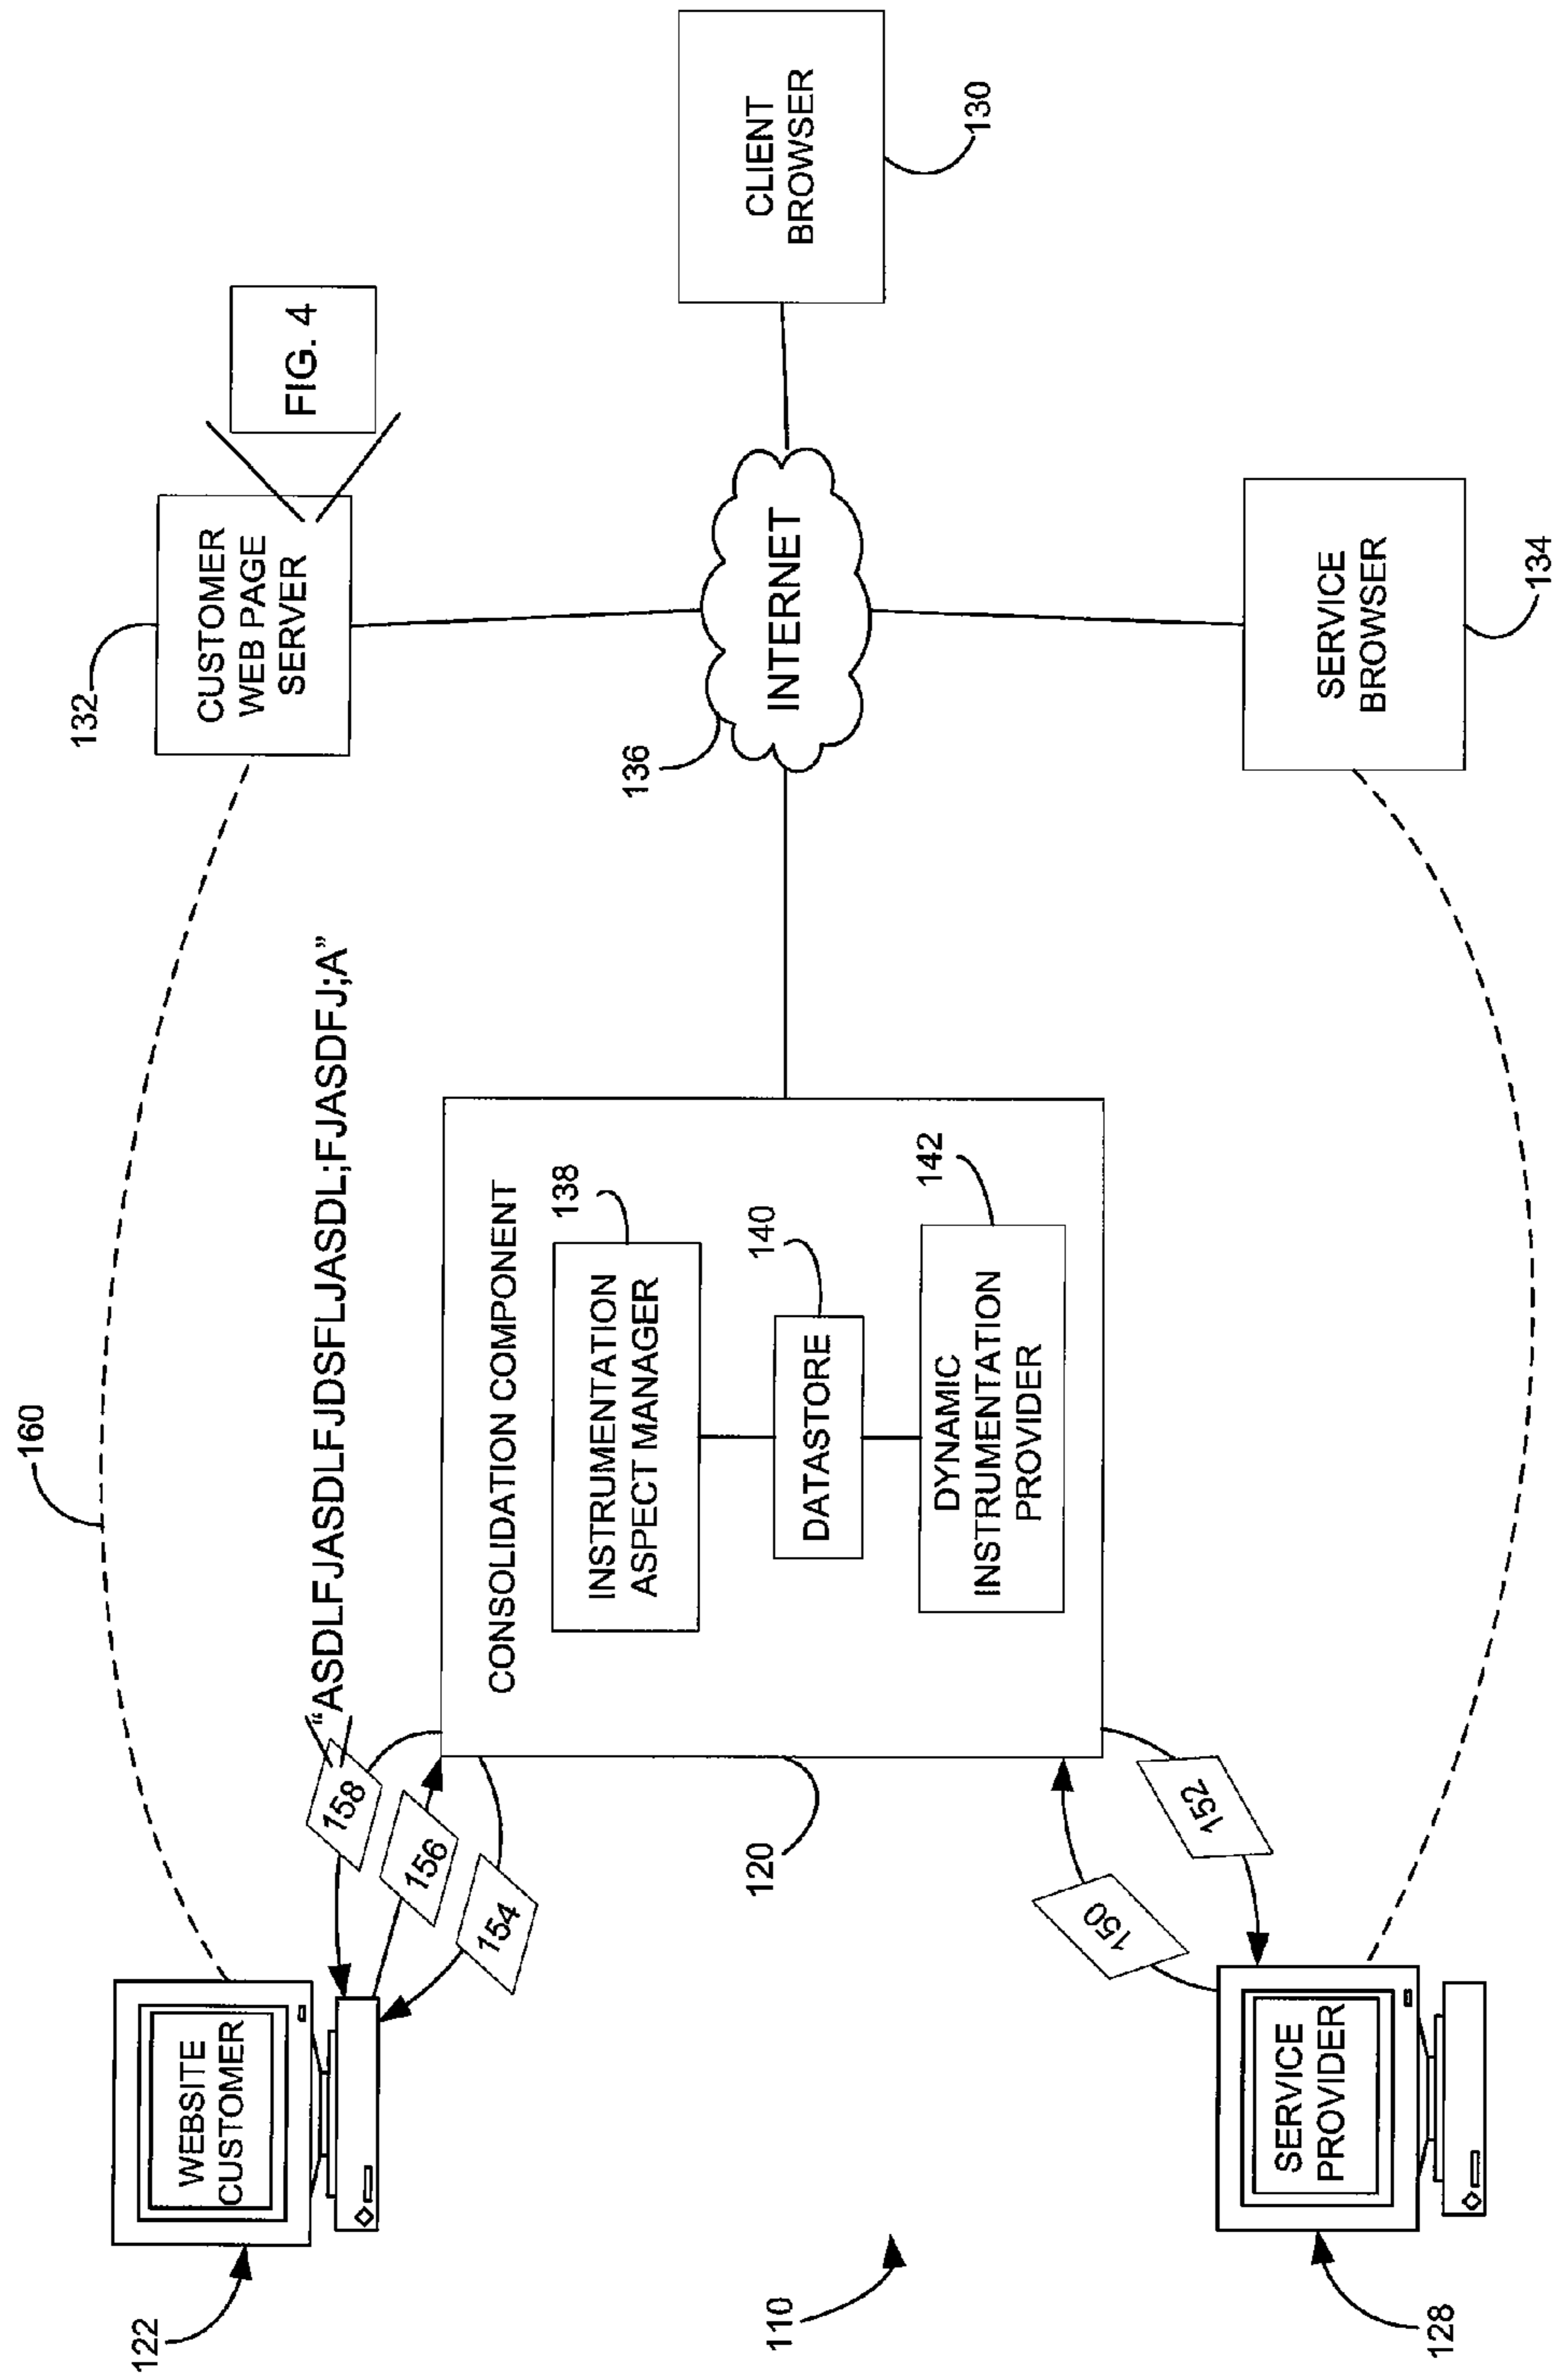 160
132
CUSTOMER
WEB PAGE
SERVER
FIG. 4
122
WEBSITE
CUSTOMER
158
156
154
“ASDLFJASDLFJDSFLJASDL;FJASDFJ;A”
CONSOLIDATION COMPONENT
138
INSTRUMENTATION
ASPECT MANAGER
140
DATASTORE
142
DYNAMIC
INSTRUMENTATION
PROVIDER
120
136
INTERNET
CLIENT
BROWSER
130
110
150
152
128
SERVICE
PROVIDER
SERVICE
BROWSER
134